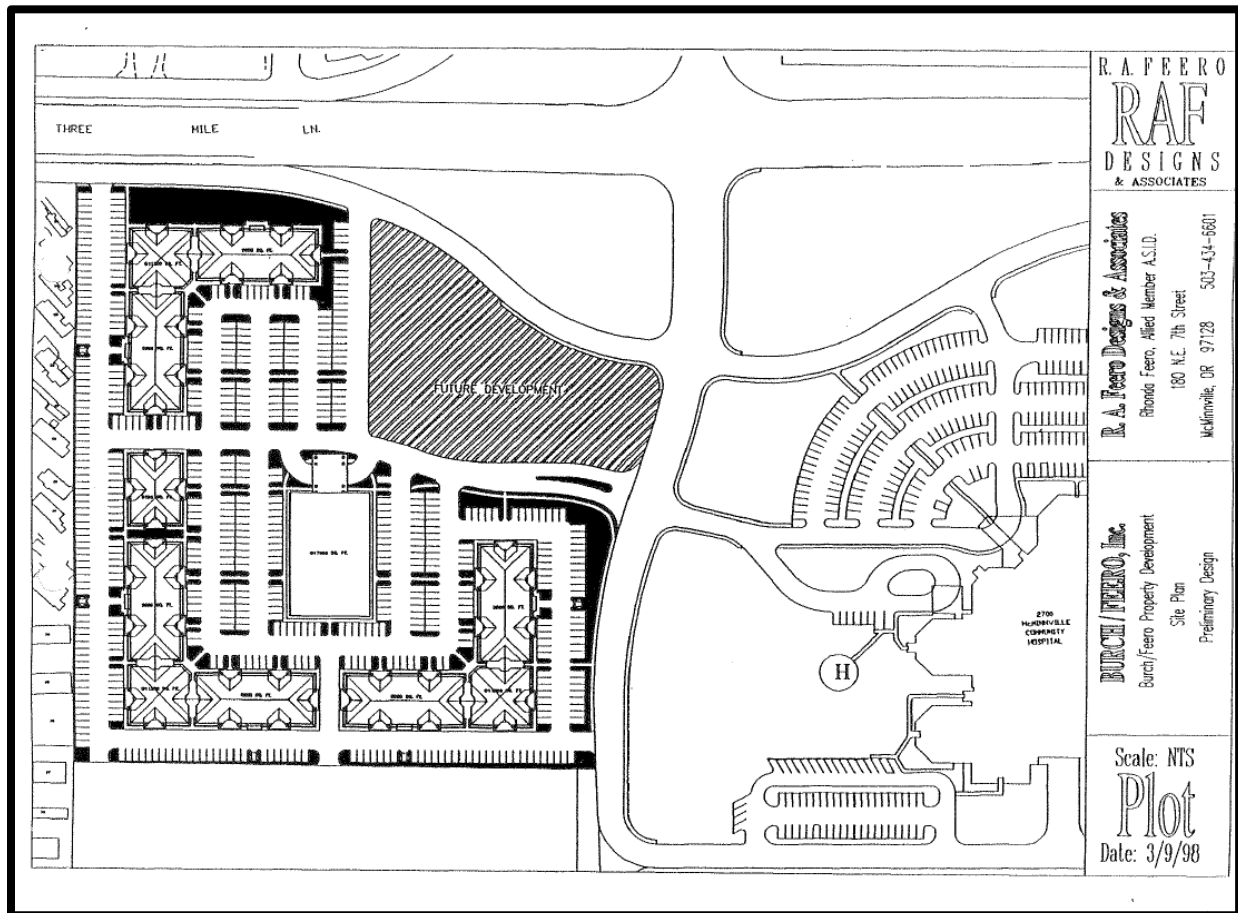 THREE MILE LN.
FUTURE DEVELOPMENT
2700
McMINNVILLE
COMMUNITY
HOSPITAL
H
R. A. FEERO
RAF
DESIGNS
& ASSOCIATES
R. A. Feero Designs & Associates
Rhonda Feero, Allied Member A.S.I.D.
180 N.E. 7th Street
McMinnville, OR 97128 503-434-6601
BURCH/FEERO, Inc.
Burch/Feero Property Development
Site Plan
Preliminary Design
Scale: NTS
Plot
Date: 3/9/98